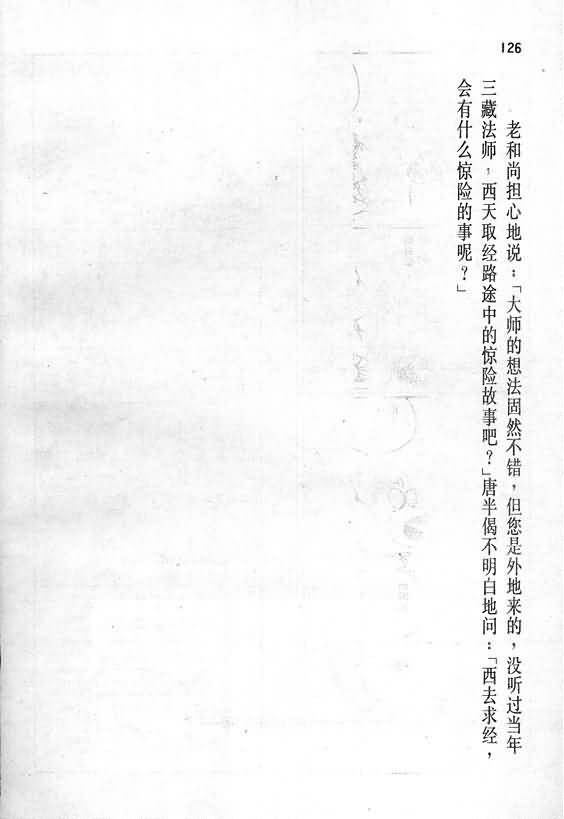 126
老和尚担心地说：「大师的想法固然不错，但您是外地来的，没听过当年
三藏法师，西天取经路途中的惊险故事吧？」唐半偈不明白地问：「西去求经，
会有什么惊险的事呢？」